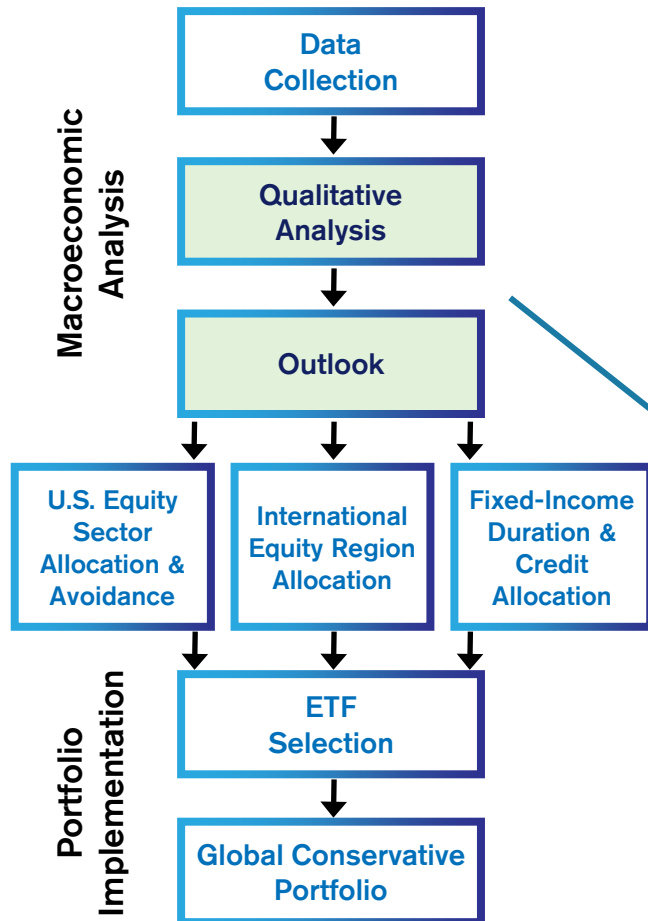 Macroeconomic
Analysis
Data
Collection
Qualitative
Analysis
Outlook
U.S. Equity
Sector
Allocation &
Avoidance
International
Equity Region
Allocation
Fixed-Income
Duration &
Credit
Allocation
Portfolio
Implementation
ETF
Selection
Global Conservative
Portfolio